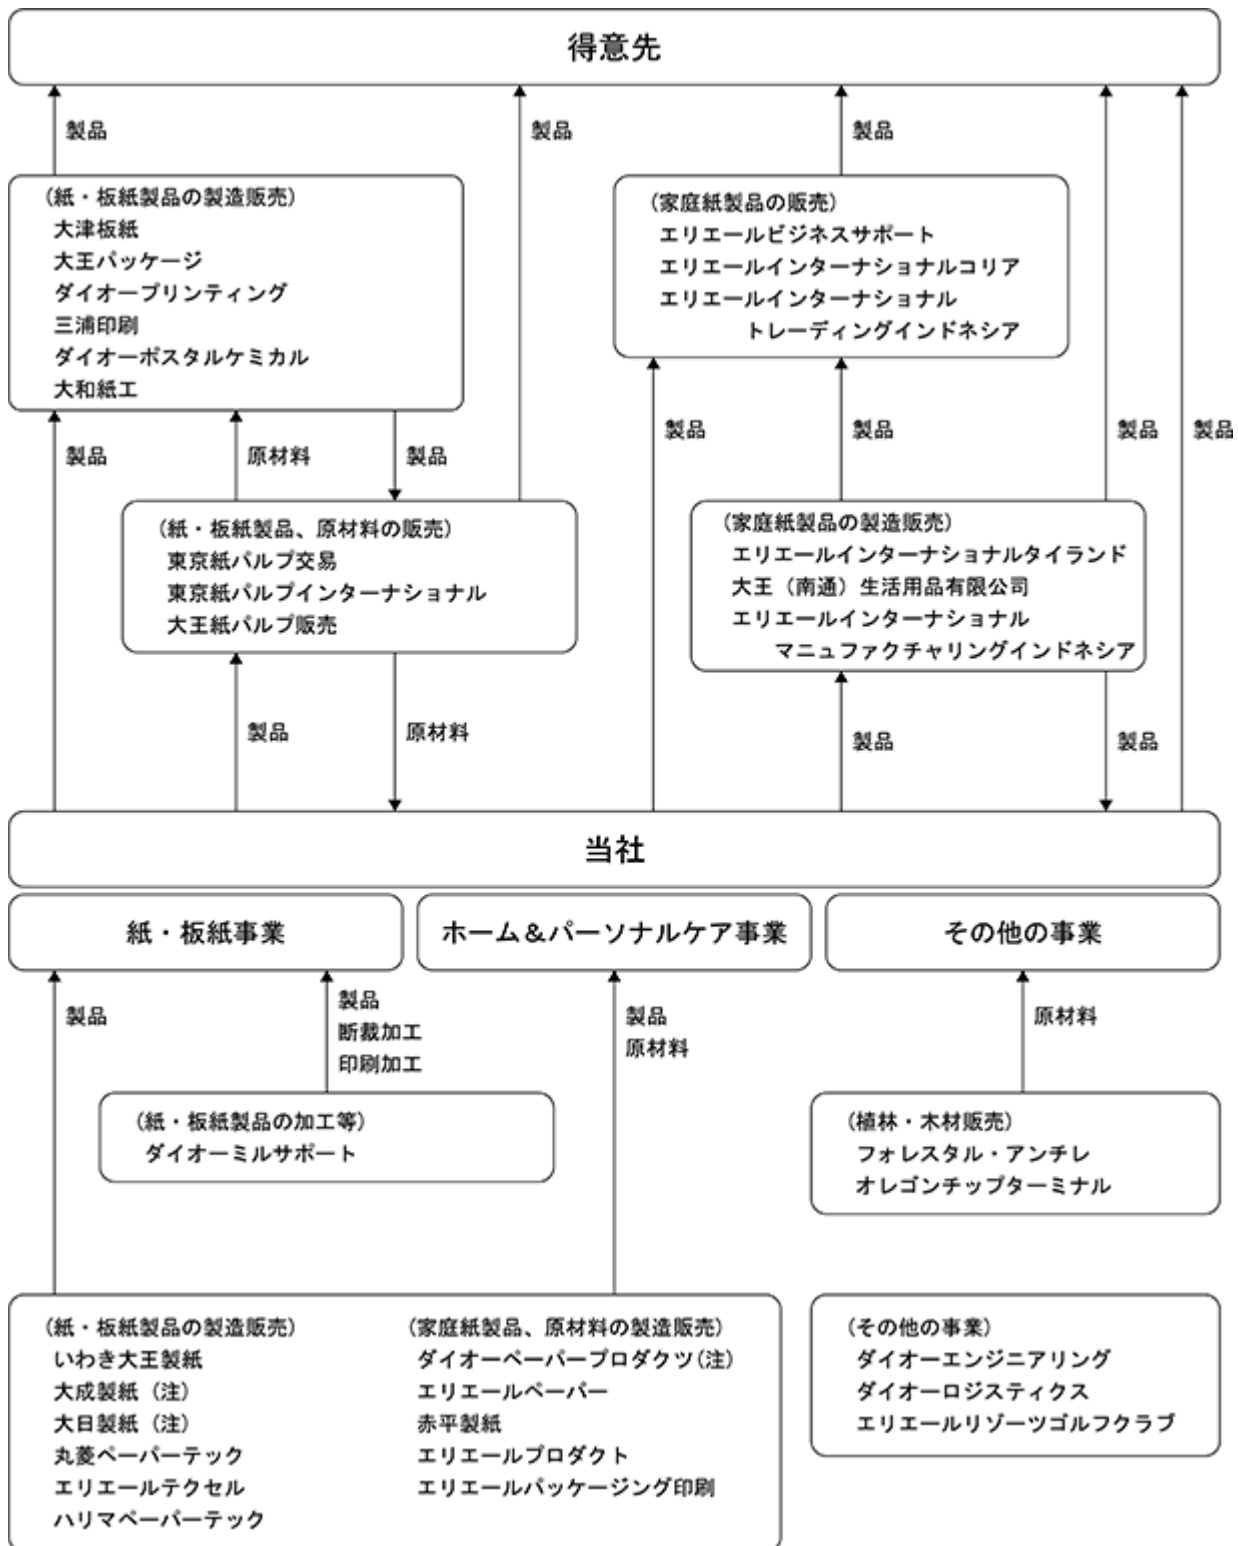 得意先
製品
製品
製品
(紙・板紙製品の製造販売)
大津板紙
大王パッケージ
ダイオープリンティング
三浦印刷
ダイオーポスタルケミカル
大和紙工
(家庭紙製品の販売)
エリエールビジネスサポート
エリエールインターナショナルコリア
エリエールインターナショナル
トレーディングインドネシア
製品
原材料
製品
製品
製品
製品
製品
(紙・板紙製品、原材料の販売)
東京紙パルプ交易
東京紙パルプインターナショナル
大王紙パルプ販売
(家庭紙製品の製造販売)
エリエールインターナショナルタイランド
大王（南通）生活用品有限公司
エリエールインターナショナル
マニュファクチャリングインドネシア
製品
原材料
製品
製品
当社
紙・板紙事業
ホーム＆パーソナルケア事業
その他の事業
製品
製品
断裁加工
印刷加工
製品
原材料
原材料
(紙・板紙製品の加工等)
ダイオーミルサポート
(植林・木材販売)
フォレスタル・アンチレ
オレゴンチップターミナル
(紙・板紙製品の製造販売)
いわき大王製紙
大成製紙（注）
大日製紙（注）
丸菱ペーパーテック
エリエールテクセル
ハリマペーパーテック
(家庭紙製品、原材料の製造販売)
ダイオーペーパープロダクツ(注)
エリエールペーパー
赤平製紙
エリエールプロダクト
エリエールパッケージング印刷
(その他の事業)
ダイオーエンジニアリング
ダイオーロジスティクス
エリエールリゾーツゴルフクラブ